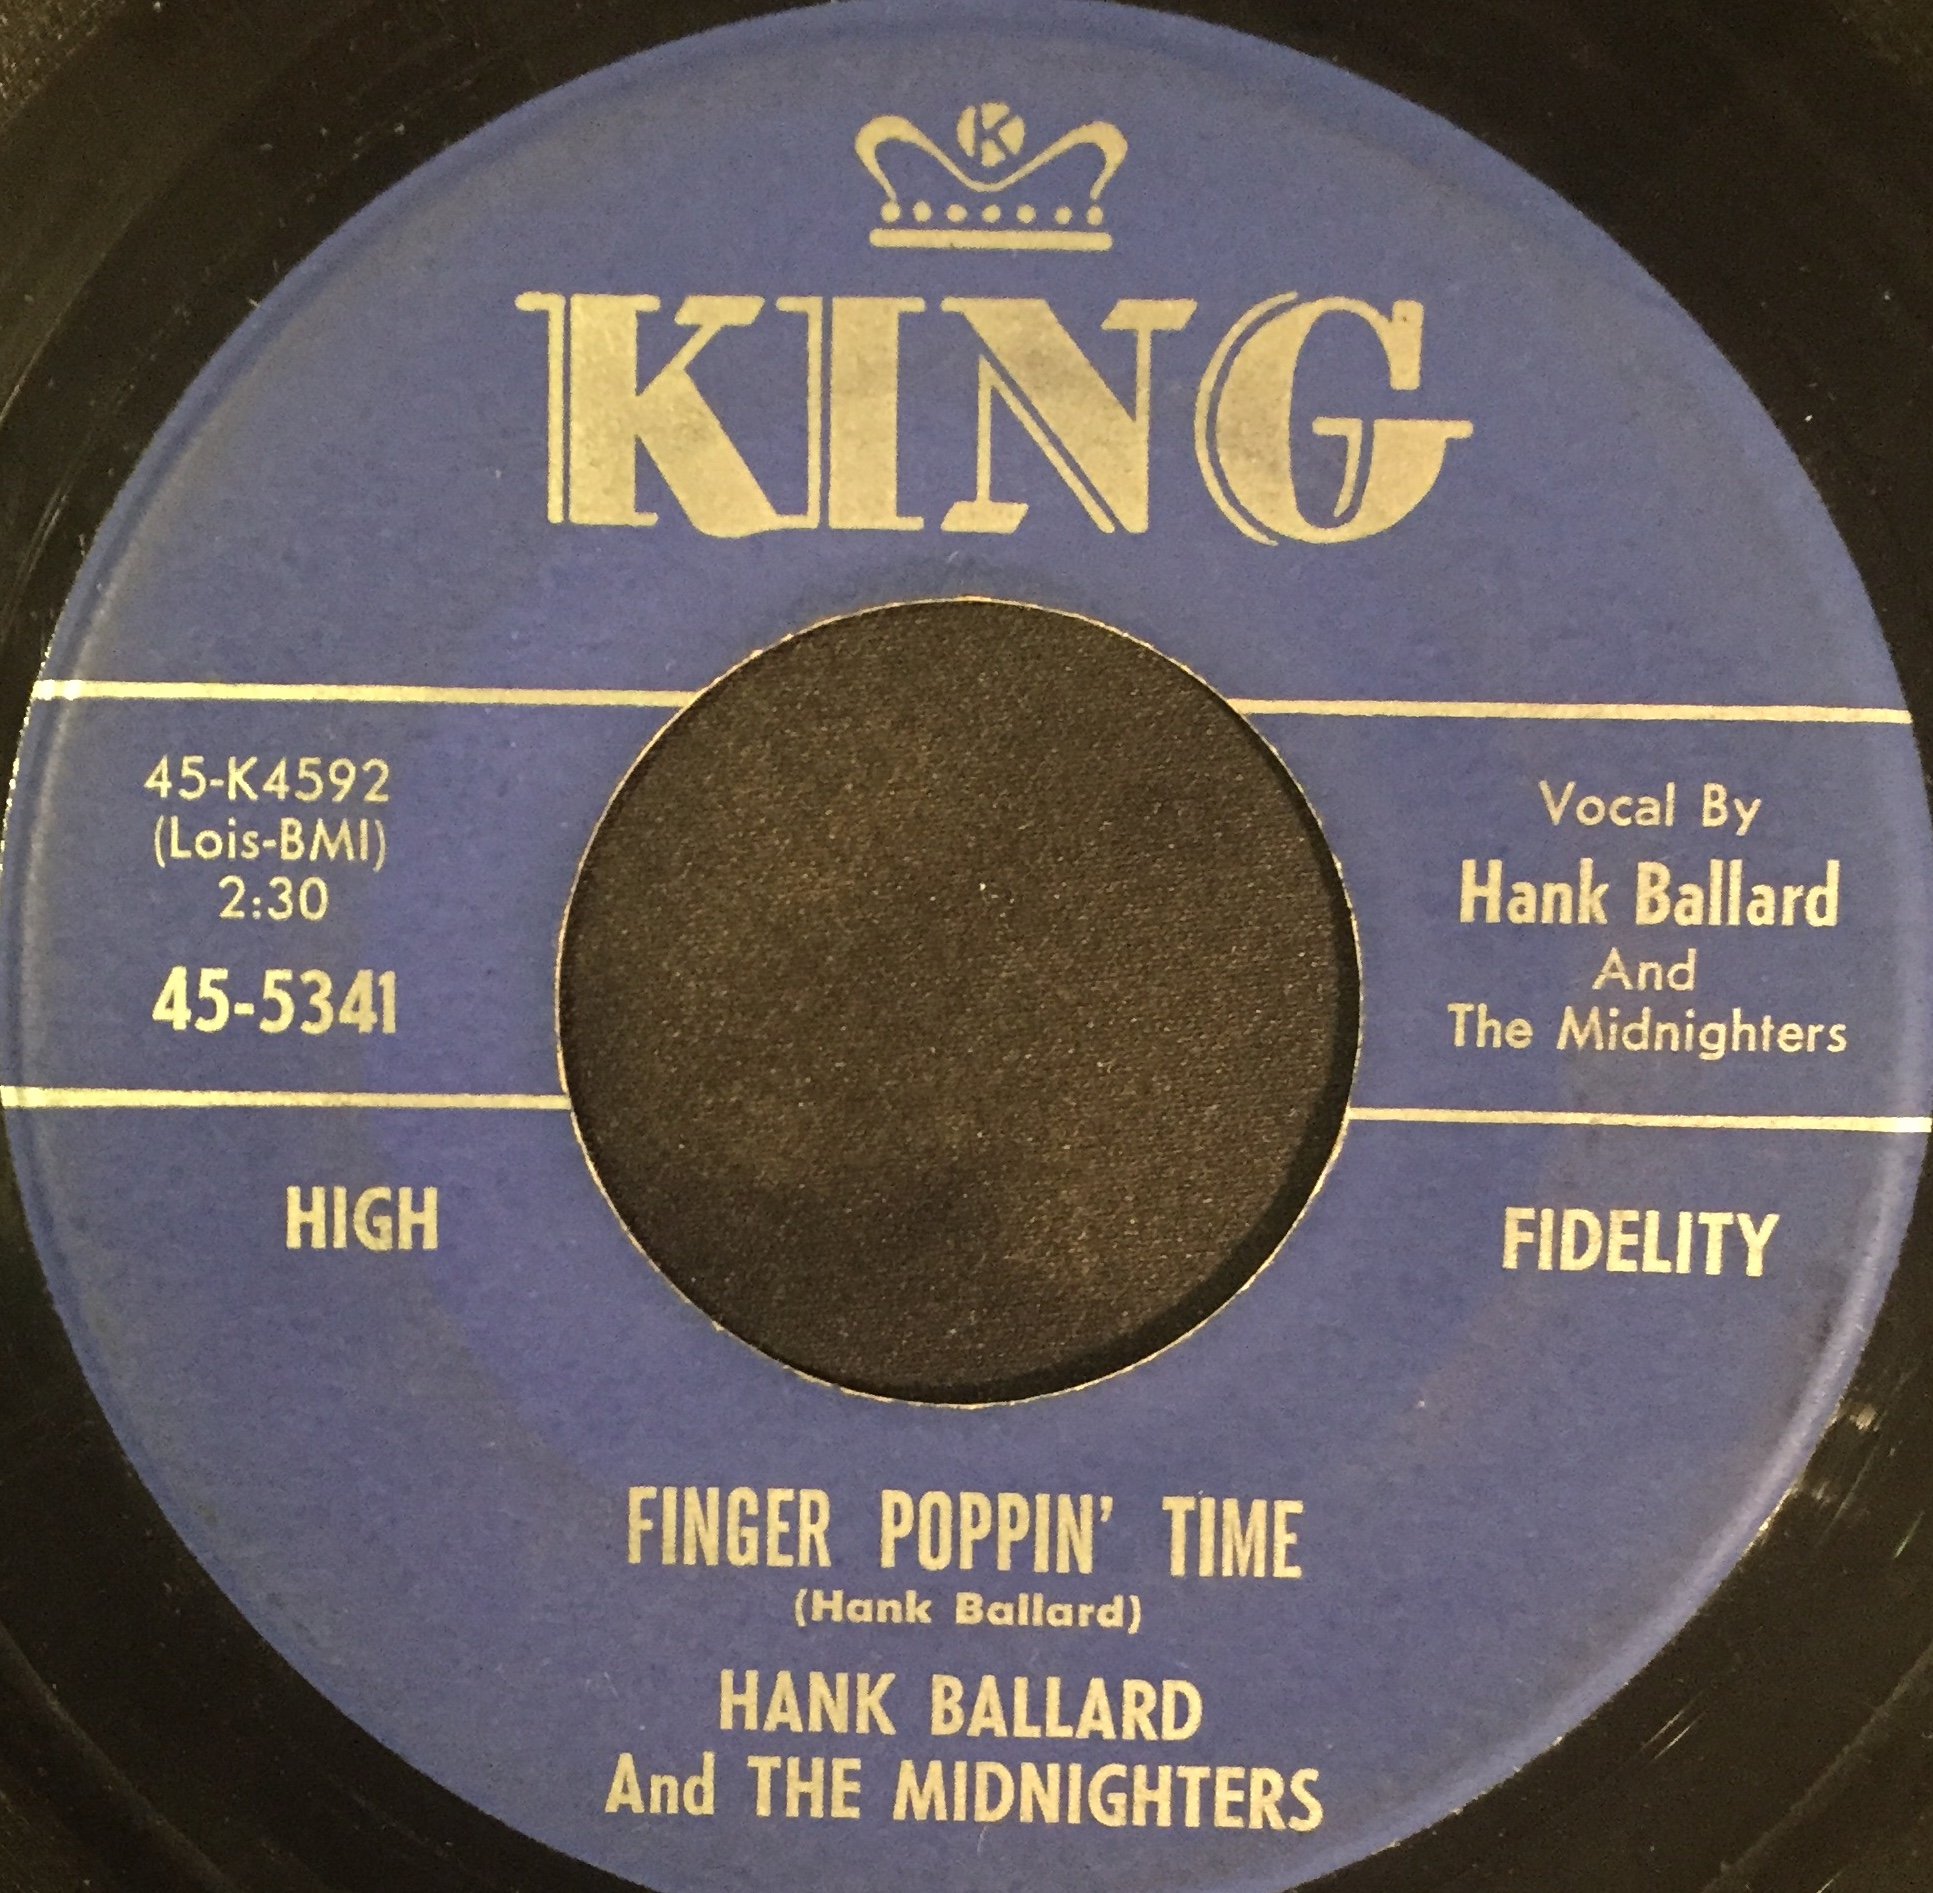 K
KING
45-K4592
(Lois-BMI)
2:30
45-5341
Vocal By
Hank Ballard
And
The Midnighters
HIGH
FIDELITY
FINGER POPPIN' TIME
(Hank Ballard)
HANK BALLARD
And THE MIDNIGHTERS